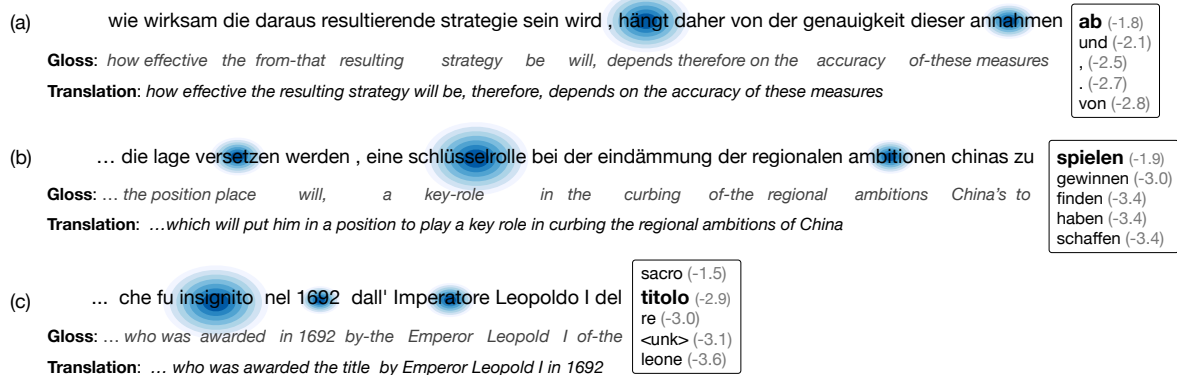 (a) wie wirksam die daraus resultierende strategie sein wird , hängt daher von der genauigkeit dieser annahmen
Gloss: how effective the from-that resulting strategy be will, depends therefore on the accuracy of-these measures
Translation: how effective the resulting strategy will be, therefore, depends on the accuracy of these measures
ab (-1.8)
und (-2.1)
, (-2.5)
. (-2.7)
von (-2.8)
(b) ... die lage versetzen werden , eine schlüsselrolle bei der eindämmung der regionalen ambitionen chinas zu
Gloss: ... the position place will, a key-role in the curbing of-the regional ambitions China's to
Translation: ...which will put him in a position to play a key role in curbing the regional ambitions of China
spielen (-1.9)
gewinnen (-3.0)
finden (-3.4)
haben (-3.4)
schaffen (-3.4)
(c) ... che fu insignito nel 1692 dall' Imperatore Leopoldo I del
Gloss: ... who was awarded in 1692 by-the Emperor Leopold I of-the
Translation: ... who was awarded the title by Emperor Leopold I in 1692
sacro (-1.5)
titolo (-2.9)
re (-3.0)
<unk> (-3.1)
leone (-3.6)